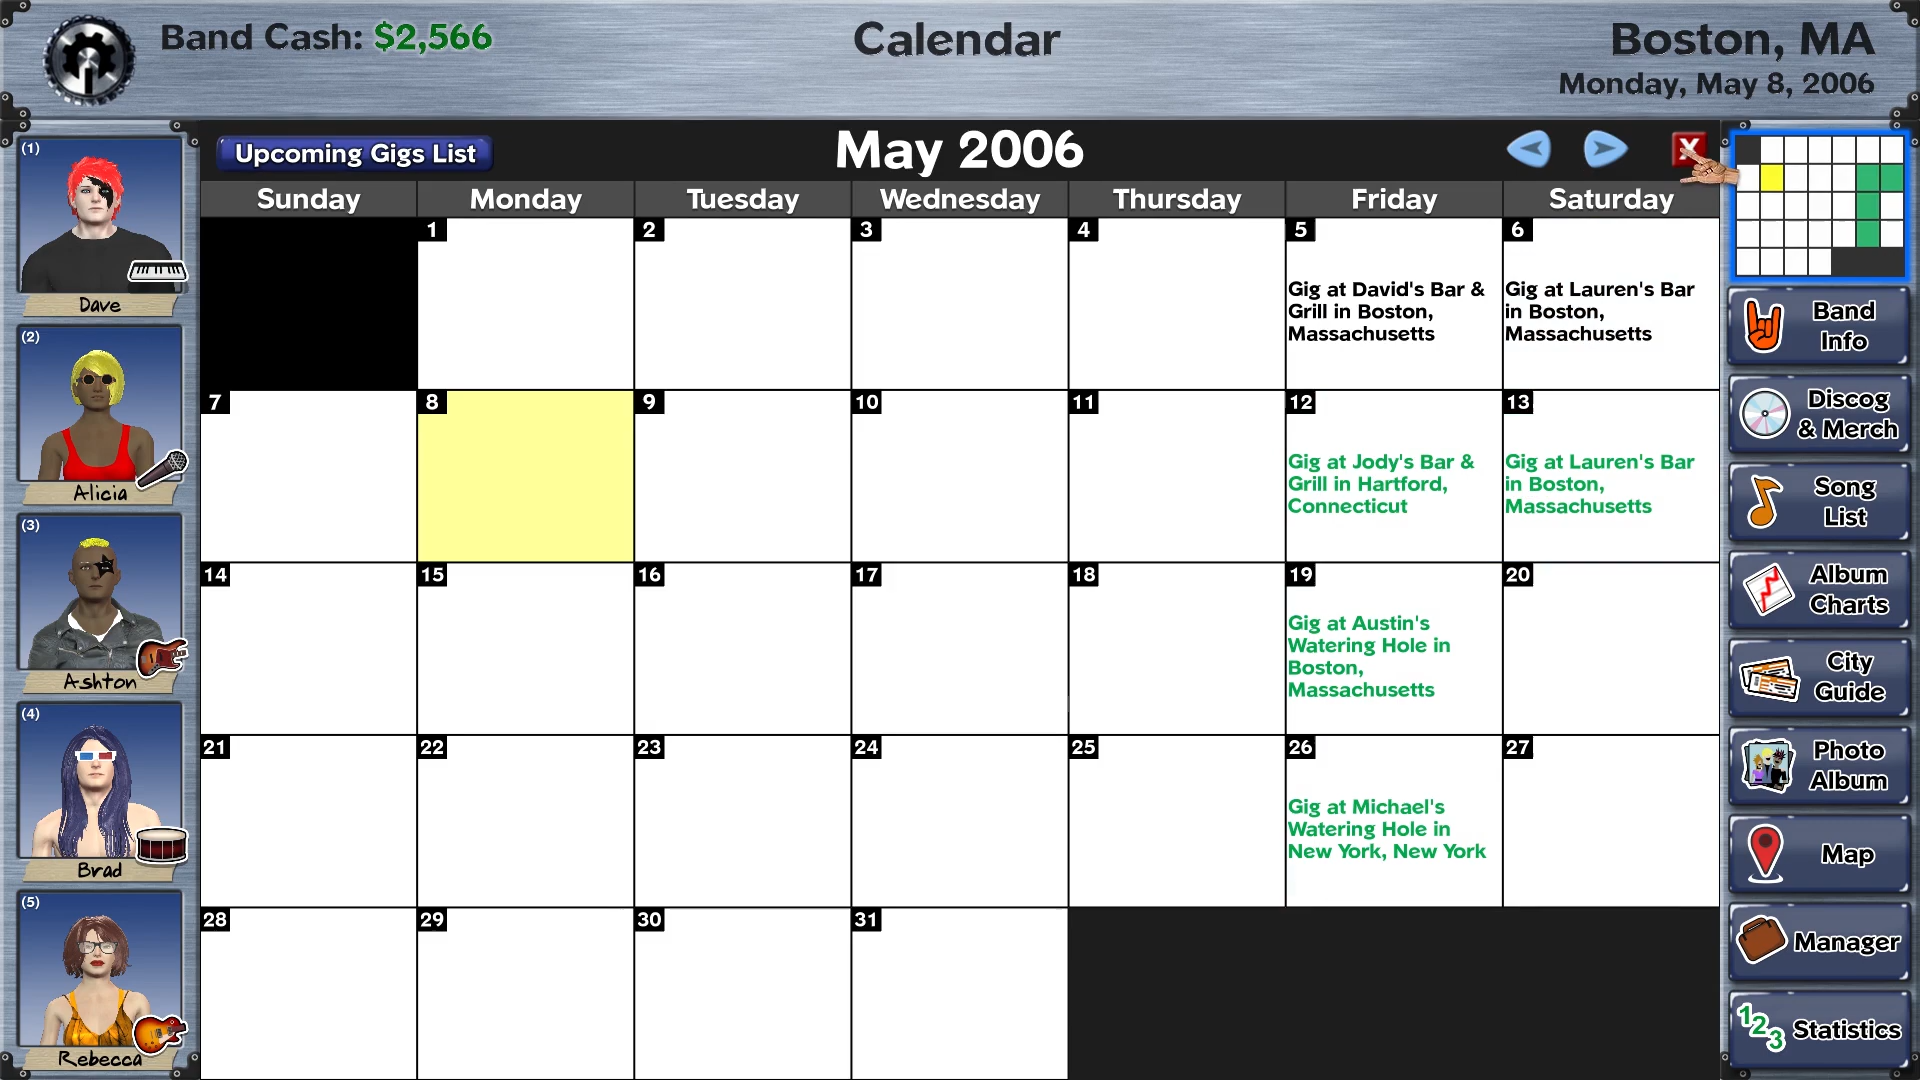 Band Cash: $2,566
Calendar
Boston, MA
Monday, May 8, 2006
(1)
Dave
(2)
Alicia
(3)
Ashton
(4)
Brad
(5)
Rebecca
Upcoming Gigs List
May 2006
X
Sunday Monday Tuesday Wednesday Thursday Friday Saturday
1 2 3 4 5 6
Gig at David's Bar &
Grill in Boston,
Massachusetts
Gig at Lauren's Bar
in Boston,
Massachusetts
7 8 9 10 11 12 13
Gig at Jody's Bar &
Grill in Hartford,
Connecticut
Gig at Lauren's Bar
in Boston,
Massachusetts
14 15 16 17 18 19 20
Gig at Austin's
Watering Hole in
Boston,
Massachusetts
21 22 23 24 25 26 27
Gig at Michael's
Watering Hole in
New York, New York
28 29 30 31
Band
Info
Discog
& Merch
Song
List
Album
Charts
City
Guide
Photo
Album
Map
Manager
123
Statistics